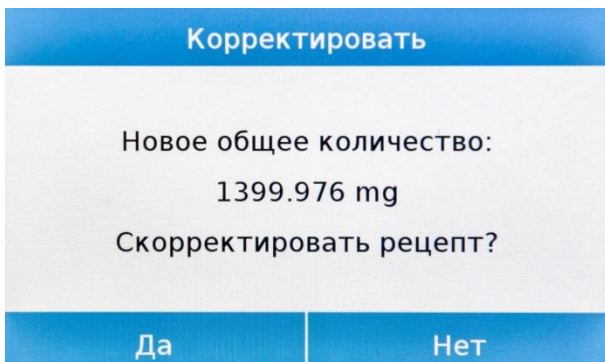 Корректировать
Новое общее количество:
1399.976 mg
Скорректировать рецепт?
Да
Нет